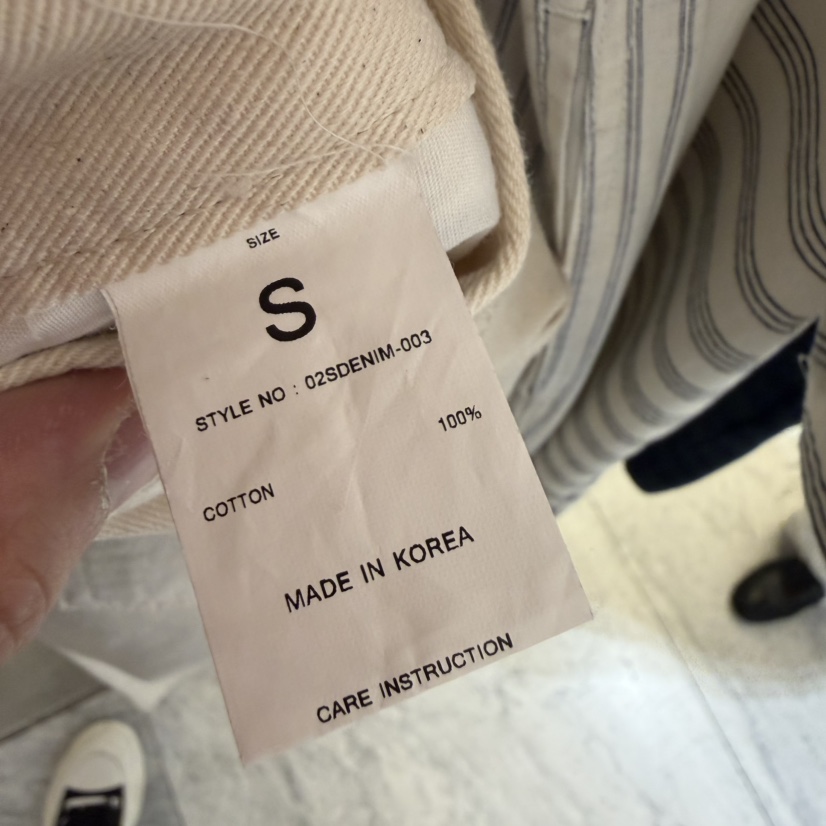 SIZE
S
STYLE NO : 02SDENIM-003
100%
COTTON
MADE IN KOREA
CARE INSTRUCTION